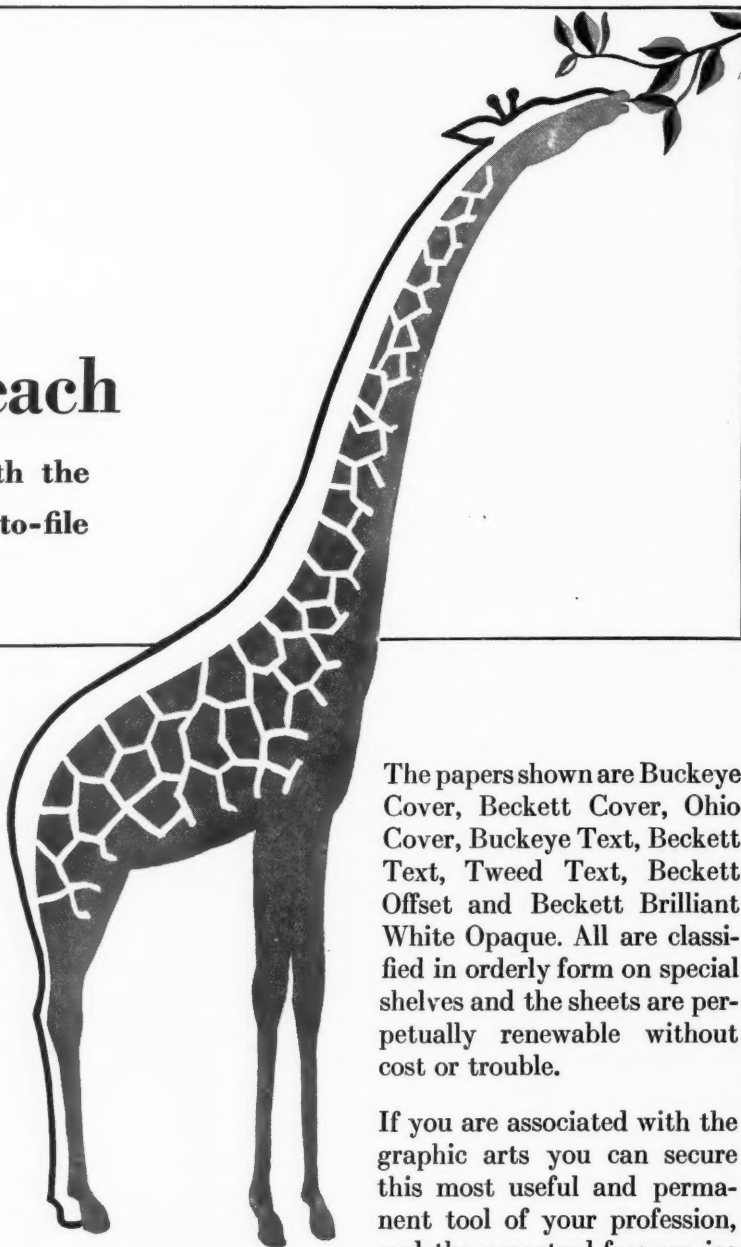 th the
to-file
The papers shown are Buckeye
Cover, Beckett Cover, Ohio
Cover, Buckeye Text, Beckett
Text, Tweed Text, Beckett
Offset and Beckett Brilliant
White Opaque. All are classi-
fied in orderly form on special
shelves and the sheets are per-
petually renewable without
cost or trouble.
If you are associated with the
graphic arts you can secure
this most useful and perma-
nent tool of your profession,